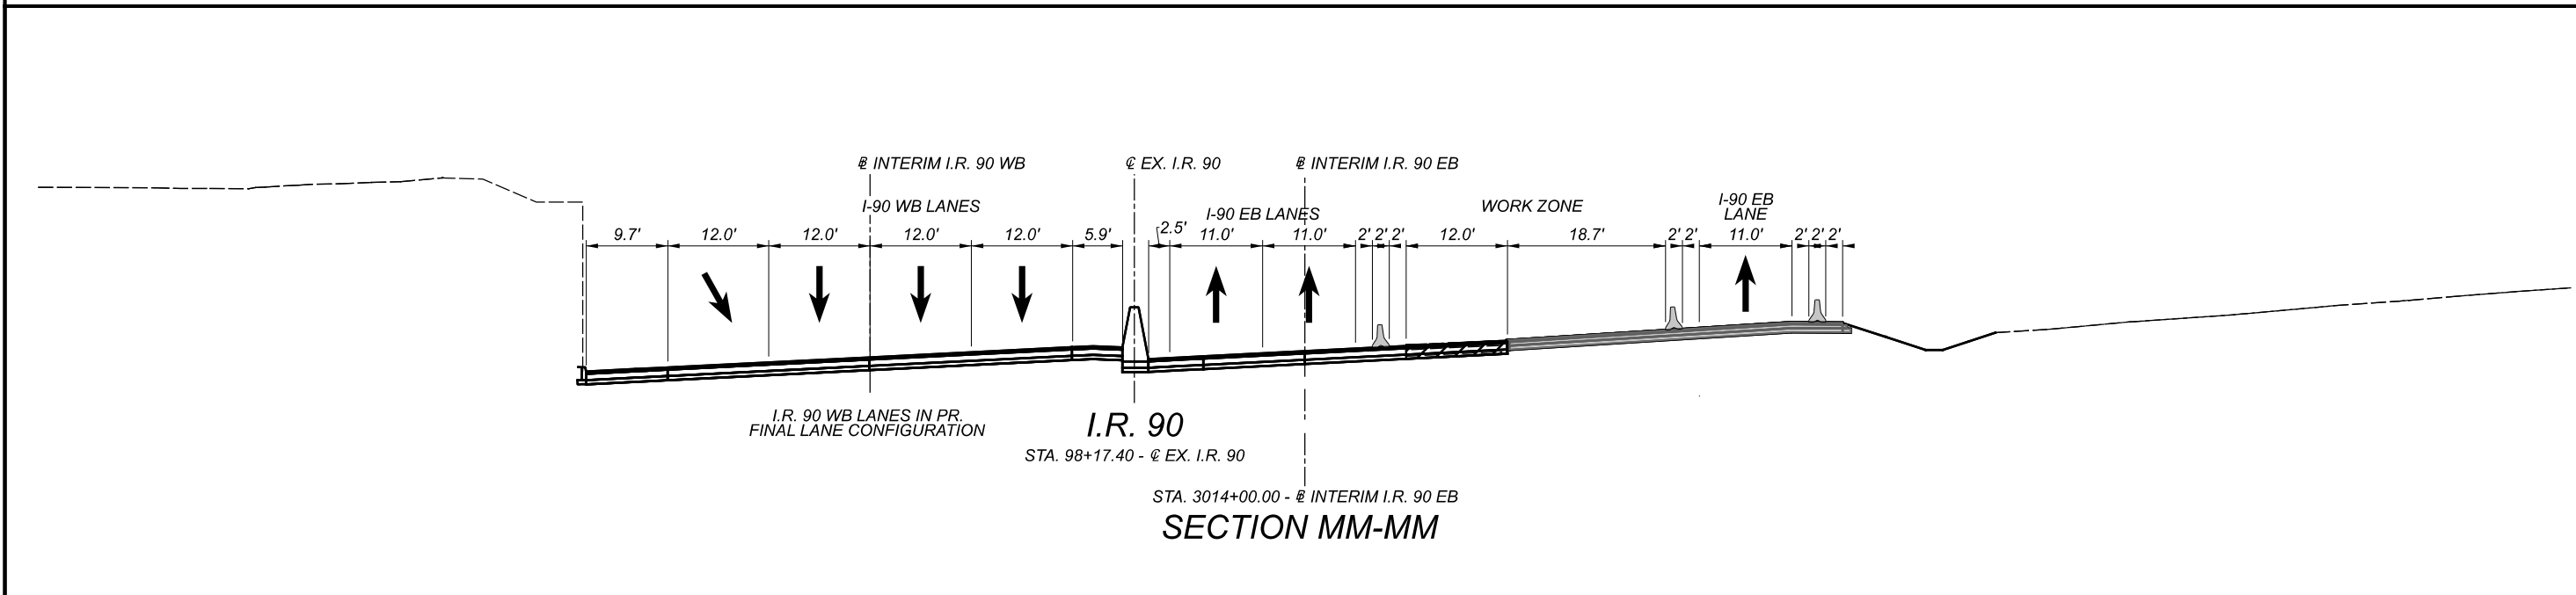 ℄ INTERIM I.R. 90 WB
℄ EX. I.R. 90
℄ INTERIM I.R. 90 EB
I-90 WB LANES
I-90 EB LANES
WORK ZONE
I-90 EB
LANE
9.7' 12.0' 12.0' 12.0' 12.0' 5.9' 2.5' 11.0' 11.0' 2' 2' 2' 12.0' 18.7' 2' 2' 11.0' 2' 2' 2'
I.R. 90 WB LANES IN PR.
FINAL LANE CONFIGURATION
I.R. 90
STA. 98+17.40 - ℄ EX. I.R. 90
STA. 3014+00.00 - ℄ INTERIM I.R. 90 EB
SECTION MM-MM